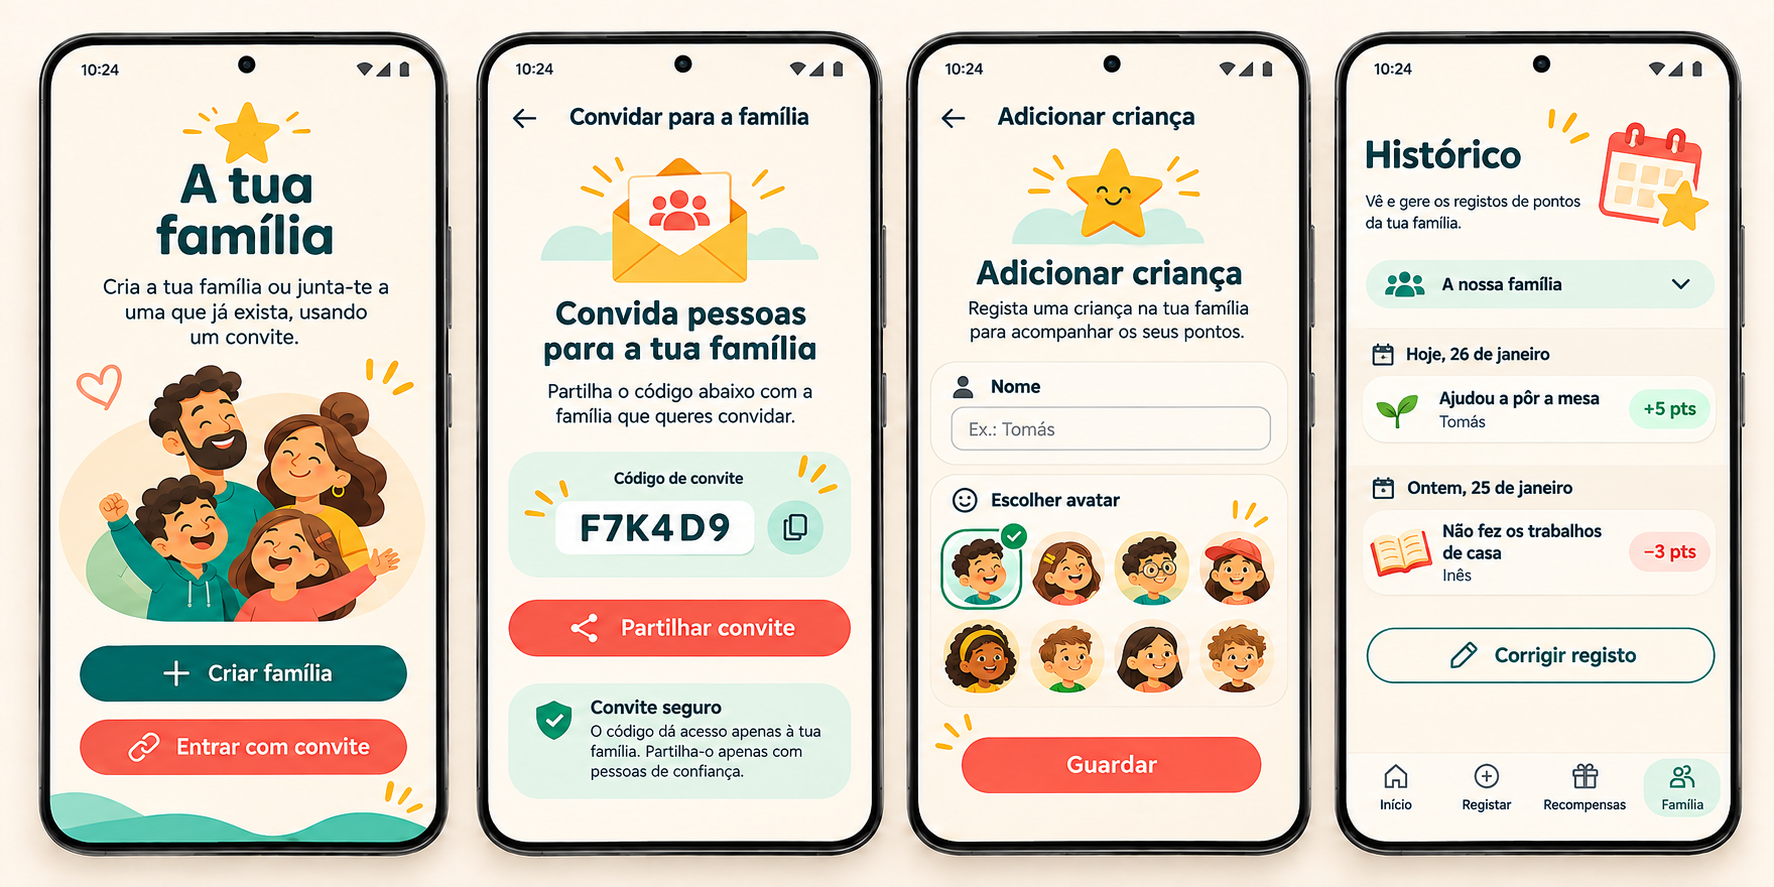 10:24
A tua
família
Cria a tua família ou junta-te a
uma que já exista, usando
um convite.
Criar família
Entrar com convite
10:24
Convidar para a família
Convida pessoas
para a tua família
Partilha o código abaixo com a
família que queres convidar.
Código de convite
F7K4D9
Partilhar convite
Convite seguro
O código dá acesso apenas à tua
família. Partilha-o apenas com
pessoas de confiança.
10:24
Adicionar criança
Adicionar criança
Regista uma criança na tua família
para acompanhar os seus pontos.
Nome
Ex.: Tomás
Escolher avatar
Guardar
10:24
Histórico
Vê e gere os registos de pontos
da tua família.
A nossa família
Hoje, 26 de janeiro
Ajudou a pôr a mesa
Tomás
+5 pts
Ontem, 25 de janeiro
Não fez os trabalhos
de casa
Inês
−3 pts
Corrigir registo
Início
Registar
Recompensas
Família